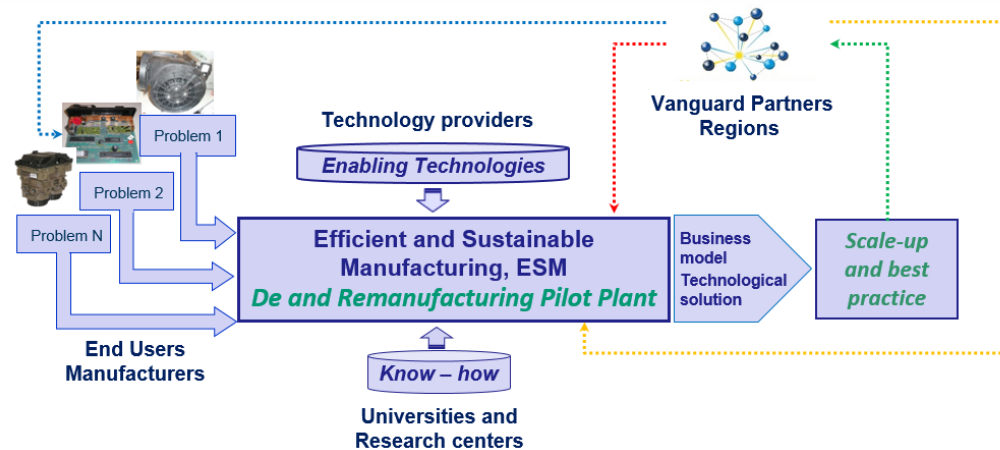 Vanguard Partners
Regions
Technology providers
Enabling Technologies
Problem 1
Problem 2
Problem N
End Users
Manufacturers
Efficient and Sustainable
Manufacturing, ESM
De and Remanufacturing Pilot Plant
Business
model
Technological
solution
Scale-up
and best
practice
Know – how
Universities and
Research centers